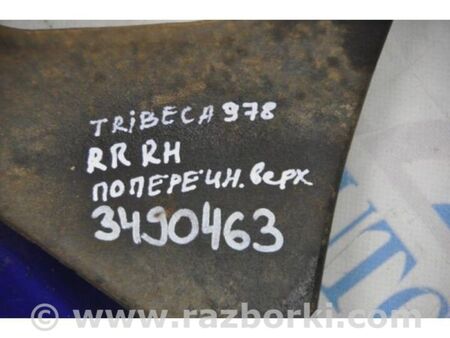 TRIBECA 978
RR RH
ПОПЕРЕЧН. верх
3490463
www.razborki.com